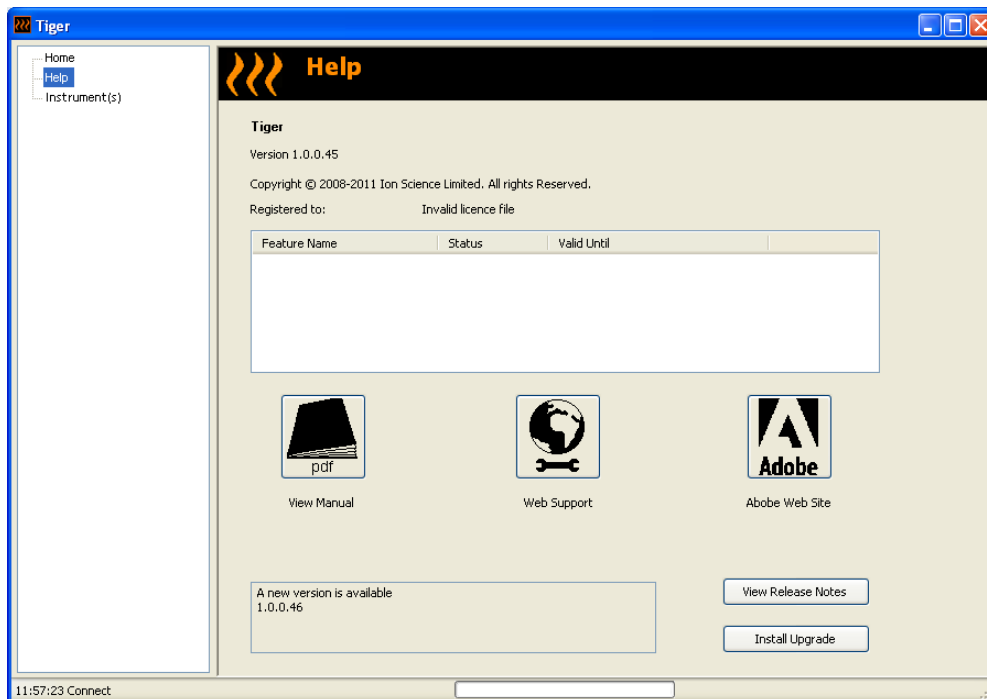 Tiger
Home
Help
Instrument(s)
Help
Tiger
Version 1.0.0.45
Copyright © 2008-2011 Ion Science Limited. All rights Reserved.
Registered to: Invalid licence file
Feature Name Status Valid Until
pdf
Adobe
View Manual Web Support Abobe Web Site
A new version is available
1.0.0.46
View Release Notes
Install Upgrade
11:57:23 Connect